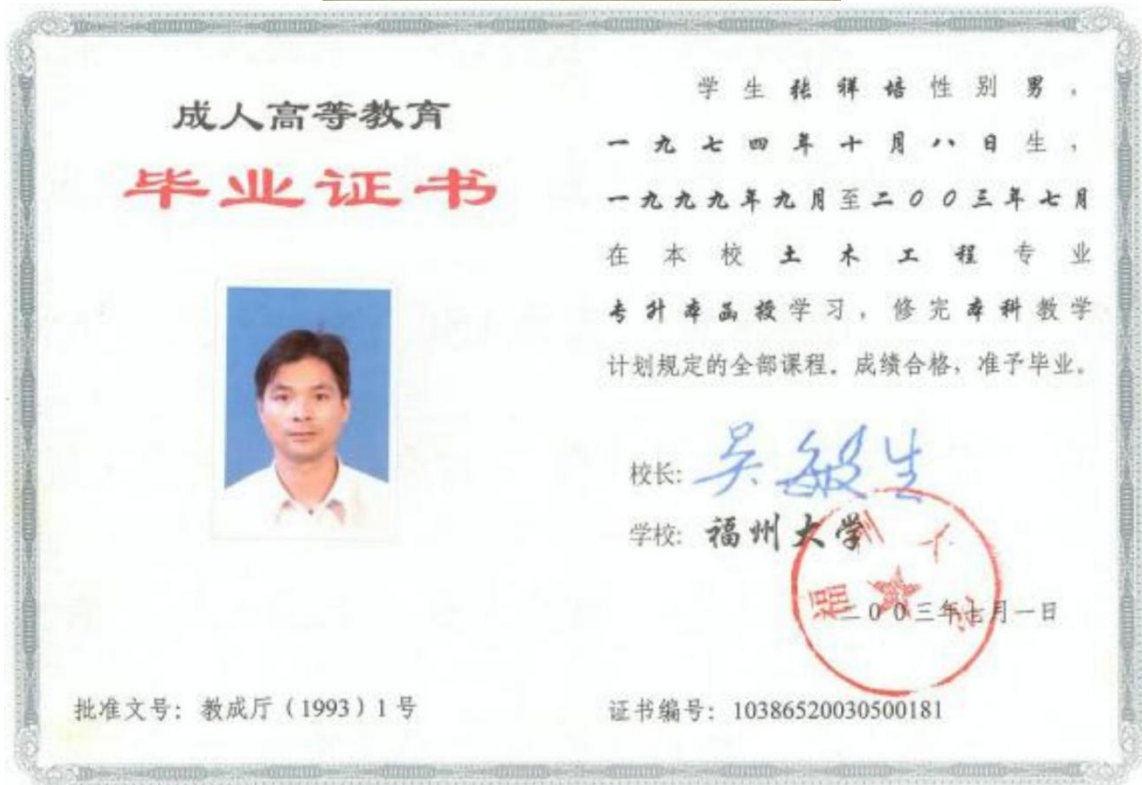 成人高等教育
毕业证书
学生张祥培性别男，
一九七四年十月八日生，
一九九九年九月至二〇〇三年七月
在本校土木工程专业
专升本函授学习，修完本科教学
计划规定的全部课程。成绩合格，准予毕业。
校长：吴敏生
学校：福州大学
福州大学
二〇〇三年七月一日
批准文号：教成厅（1993）1号
证书编号：10386520030500181